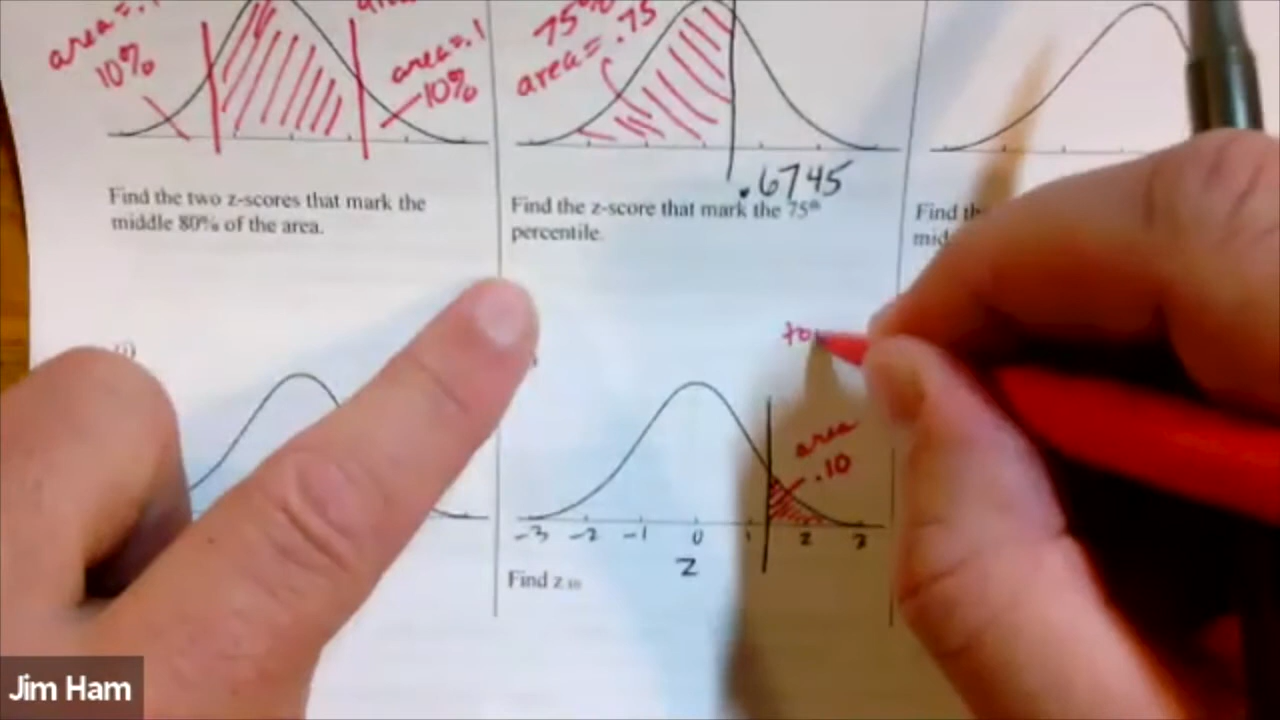 area=.1
10%
area=.1
10%
75%
area=.75
.6745
Find the two z-scores that mark the
middle 80% of the area.
Find the z-score that mark the 75th
percentile.
Find
mid
area
.10
-3 -2 -1 0 1 2 3
z
Find z.10
Jim Ham